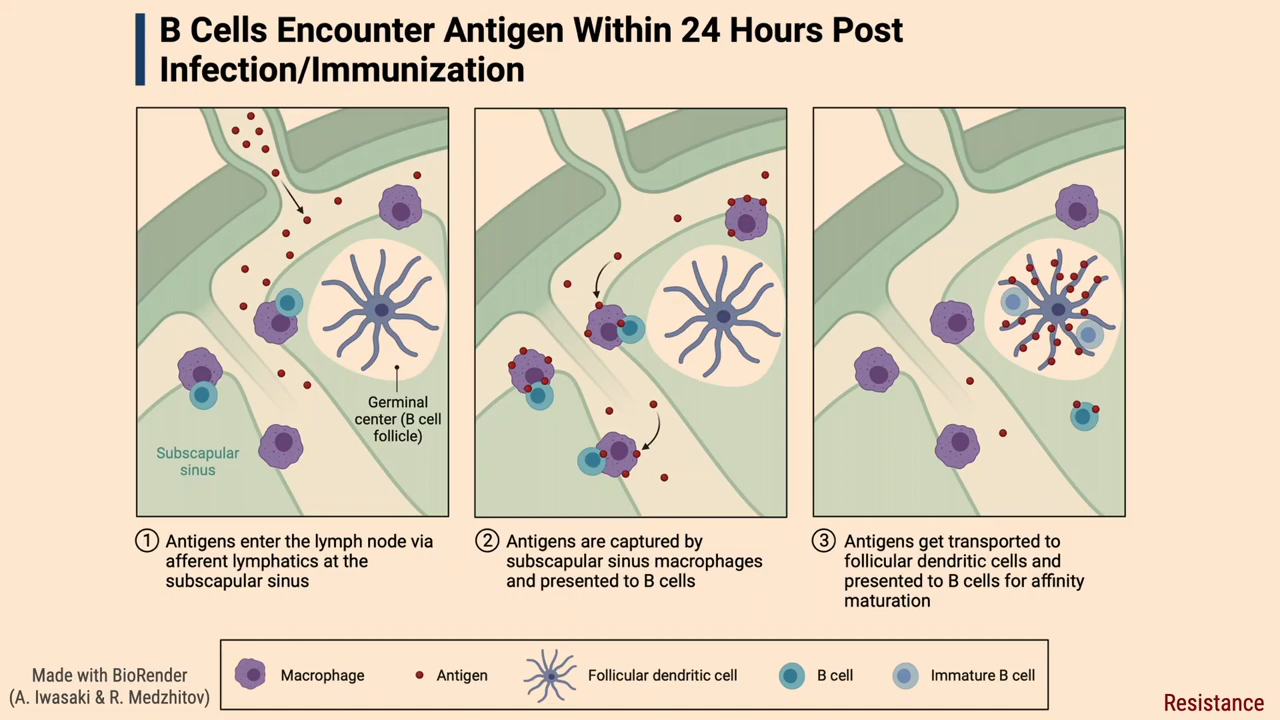 B Cells Encounter Antigen Within 24 Hours Post
Infection/Immunization
Germinal
center (B cell
follicle)
Subscapular
sinus
1 Antigens enter the lymph node via
afferent lymphatics at the
subscapular sinus
2 Antigens are captured by
subscapular sinus macrophages
and presented to B cells
3 Antigens get transported to
follicular dendritic cells and
presented to B cells for affinity
maturation
Made with BioRender
(A. Iwasaki & R. Medzhitov)
Macrophage
Antigen
Follicular dendritic cell
B cell
Immature B cell
Resistance